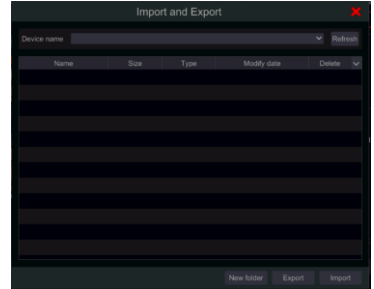 Import and Export
Device name Refresh
Name Size Type Modify date Delete
New folder Export Import